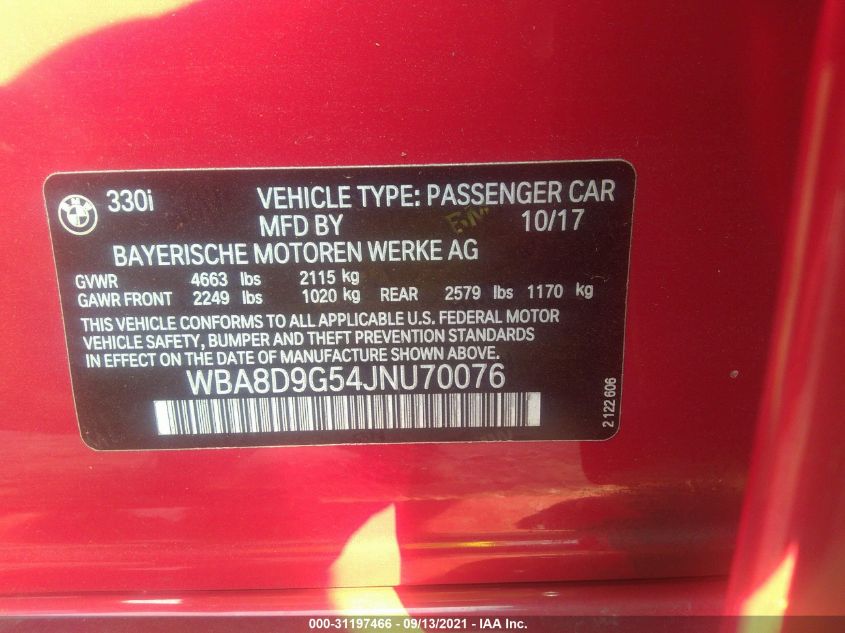 330i VEHICLE TYPE: PASSENGER CAR
MFD BY 10/17
BAYERISCHE MOTOREN WERKE AG
GVWR 4663 lbs 2115 kg
GAWR FRONT 2249 lbs 1020 kg REAR 2579 lbs 1170 kg
THIS VEHICLE CONFORMS TO ALL APPLICABLE U.S. FEDERAL MOTOR
VEHICLE SAFETY, BUMPER AND THEFT PREVENTION STANDARDS
IN EFFECT ON THE DATE OF MANUFACTURE SHOWN ABOVE:
WBA8D9G54JNU70076
2 122 606
000-31197466 - 09/13/2021 - IAA Inc.